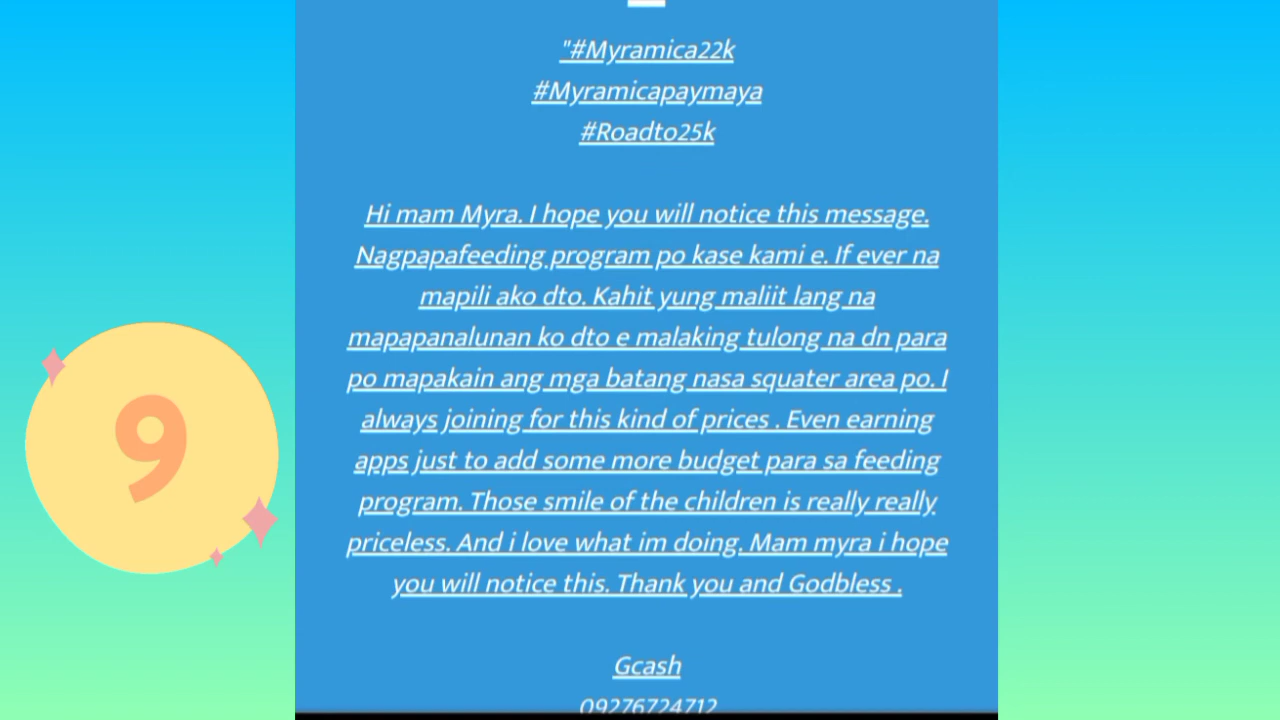 "#Myramica22k
#Myramicapaymaya
#Roadto25k
Hi mam Myra. I hope you will notice this message.
Nagpapafeeding program po kase kami e. If ever na
mapili ako dto. Kahit yung maliit lang na
mapapanalunan ko dto e malaking tulong na dn para
po mapakain ang mga batang nasa squater area po. I
always joining for this kind of prices . Even earning
apps just to add some more budget para sa feeding
program. Those smile of the children is really really
priceless. And i love what im doing. Mam myra i hope
you will notice this. Thank you and Godbless .
Gcash
09276724712
9